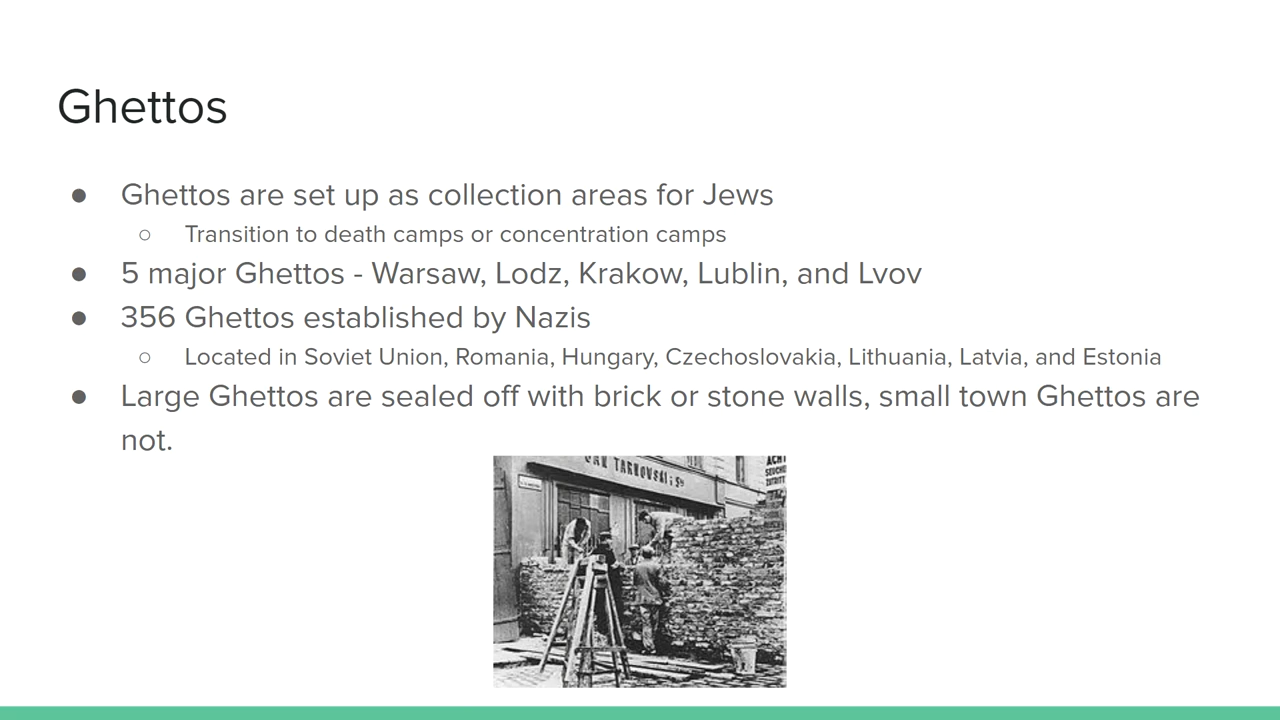 Ghettos
● Ghettos are set up as collection areas for Jews
○ Transition to death camps or concentration camps
● 5 major Ghettos - Warsaw, Lodz, Krakow, Lublin, and Lvov
● 356 Ghettos established by Nazis
○ Located in Soviet Union, Romania, Hungary, Czechoslovakia, Lithuania, Latvia, and Estonia
● Large Ghettos are sealed off with brick or stone walls, small town Ghettos are
not.
TARNOWSKI i Ska